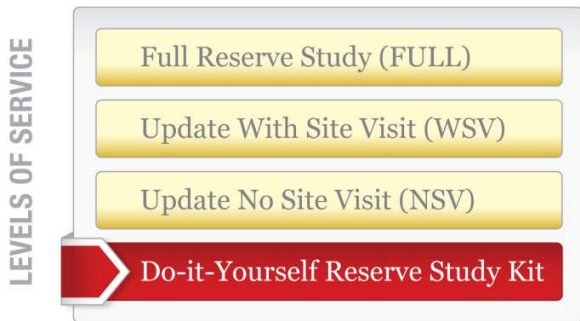 LEVELS OF SERVICE
Full Reserve Study (FULL)
Update With Site Visit (WSV)
Update No Site Visit (NSV)
Do-it-Yourself Reserve Study Kit